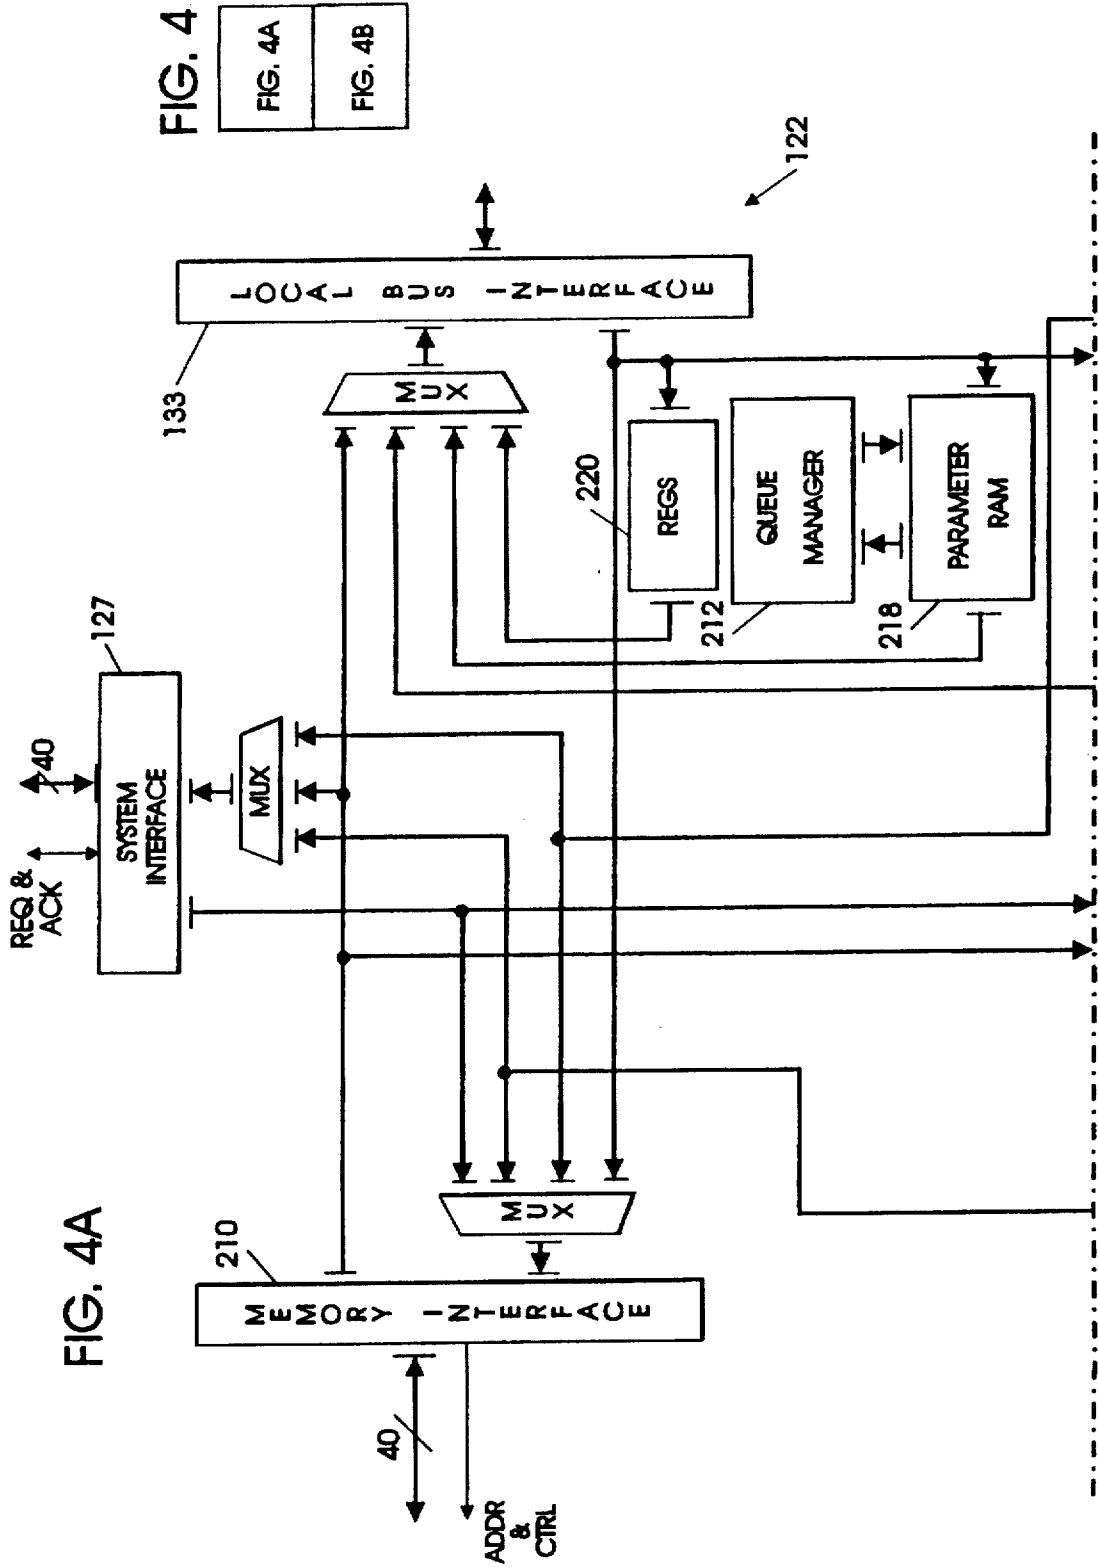 FIG. 4A
FIG. 4
FIG. 4A
FIG. 4B
REQ &
ACK
40
127
SYSTEM
INTERFACE
MUX
133
LOCAL BUS INTERFACE
MUX
122
210
MEMORY INTERFACE
MUX
40
ADDR
&
CTRL
220
REGS
212
QUEUE
MANAGER
218
PARAMETER
RAM